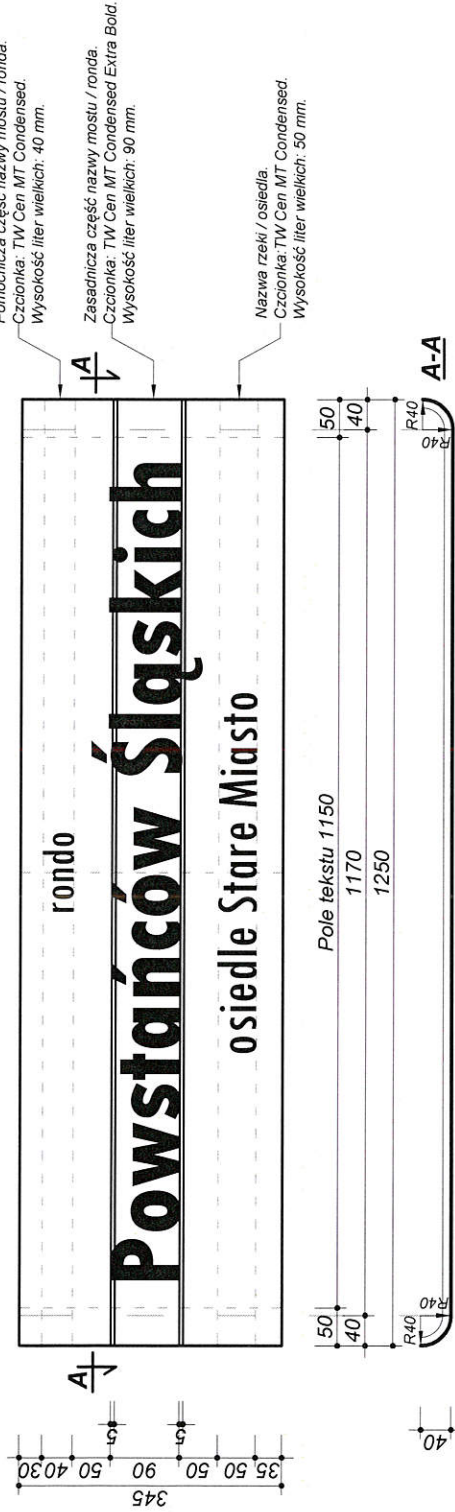 Pomocnicza część nazwy mostu / ronda.
Czcionka: TW Cen MT Condensed.
Wysokość liter wielkich: 40 mm.
Zasadnicza część nazwy mostu / ronda.
Czcionka: TW Cen MT Condensed Extra Bold.
Wysokość liter wielkich: 90 mm.
Nazwa rzeki / osiedla.
Czcionka: TW Cen MT Condensed.
Wysokość liter wielkich: 50 mm.
A
A
rondo
Powstańców Śląskich
osiedle Stare Miasto
30
40
50
5
90
5
50
50
35
345
50
Pole tekstu 1150
50
40
1170
40
1250
A-A
R40
R40
R40
R40
40